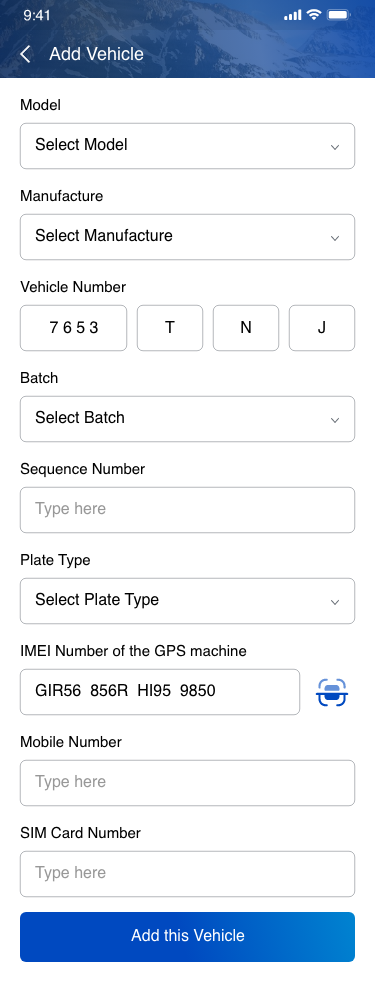 9:41
Add Vehicle
Model
Select Model
Manufacture
Select Manufacture
Vehicle Number
7 6 5 3 T N J
Batch
Select Batch
Sequence Number
Type here
Plate Type
Select Plate Type
IMEI Number of the GPS machine
GIR56 856R HI95 9850
Mobile Number
Type here
SIM Card Number
Type here
Add this Vehicle